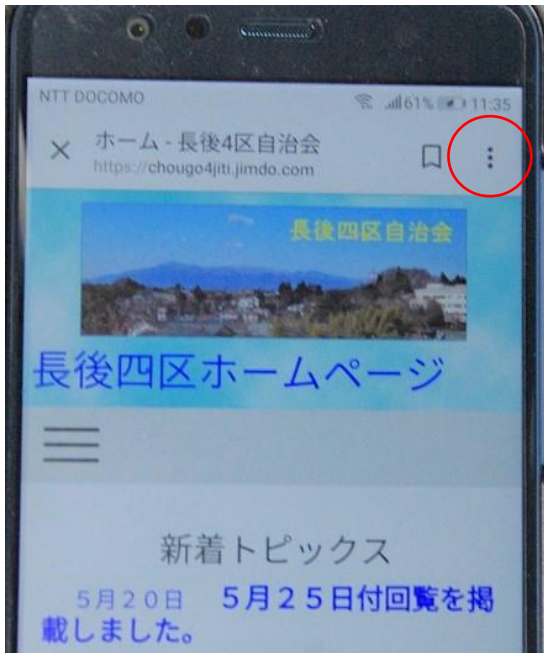 NTT DOCOMO 61% 11:35
ホーム - 長後4区自治会
https://chougo4jiti.jimdo.com
長後四区自治会
長後四区ホームページ
新着トピックス
5月20日 5月25日付回覧を掲
載しました。